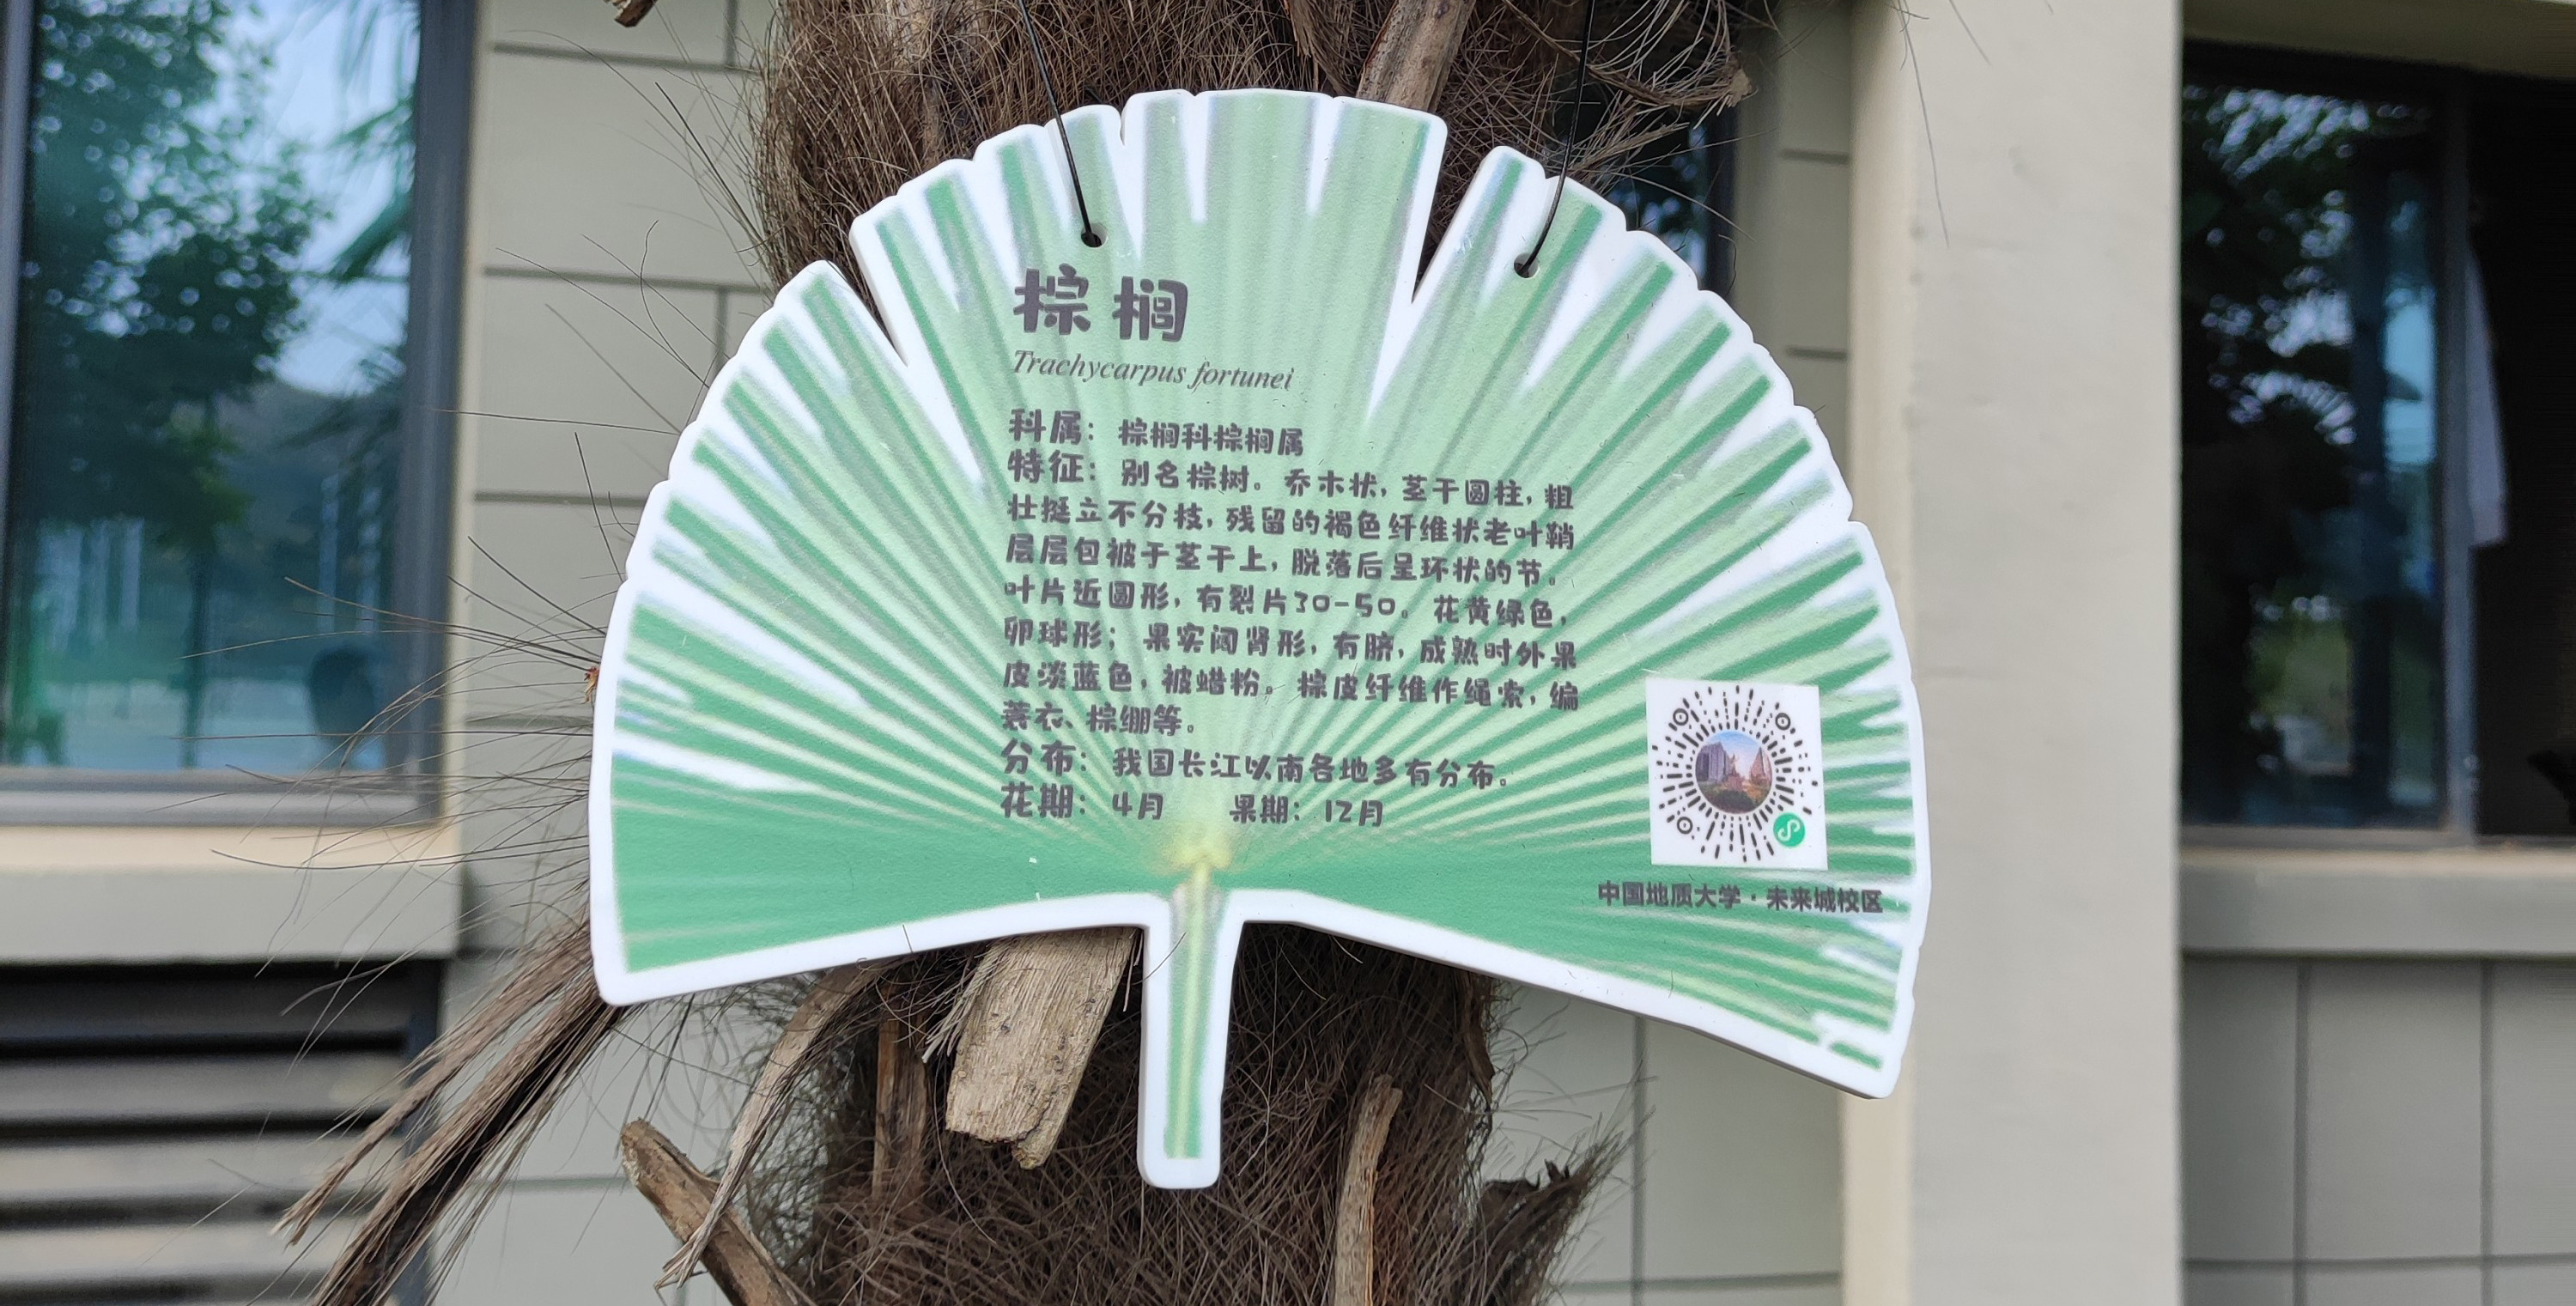 棕榈
Trachycarpus fortunei
科属：棕榈科棕榈属
特征：别名棕树。乔木状，茎干圆柱，粗
壮挺立不分枝，残留的褐色纤维状老叶鞘
层层包被于茎干上，脱落后呈环状的节。
叶片近圆形，有裂片30-50。花黄绿色，
卵球形；果实阔肾形，有脐，成熟时外果
皮淡蓝色，被蜡粉。棕皮纤维作绳索，编
蓑衣、棕绷等。
分布：我国长江以南各地多有分布。
花期：4月 果期：12月
中国地质大学·未来城校区